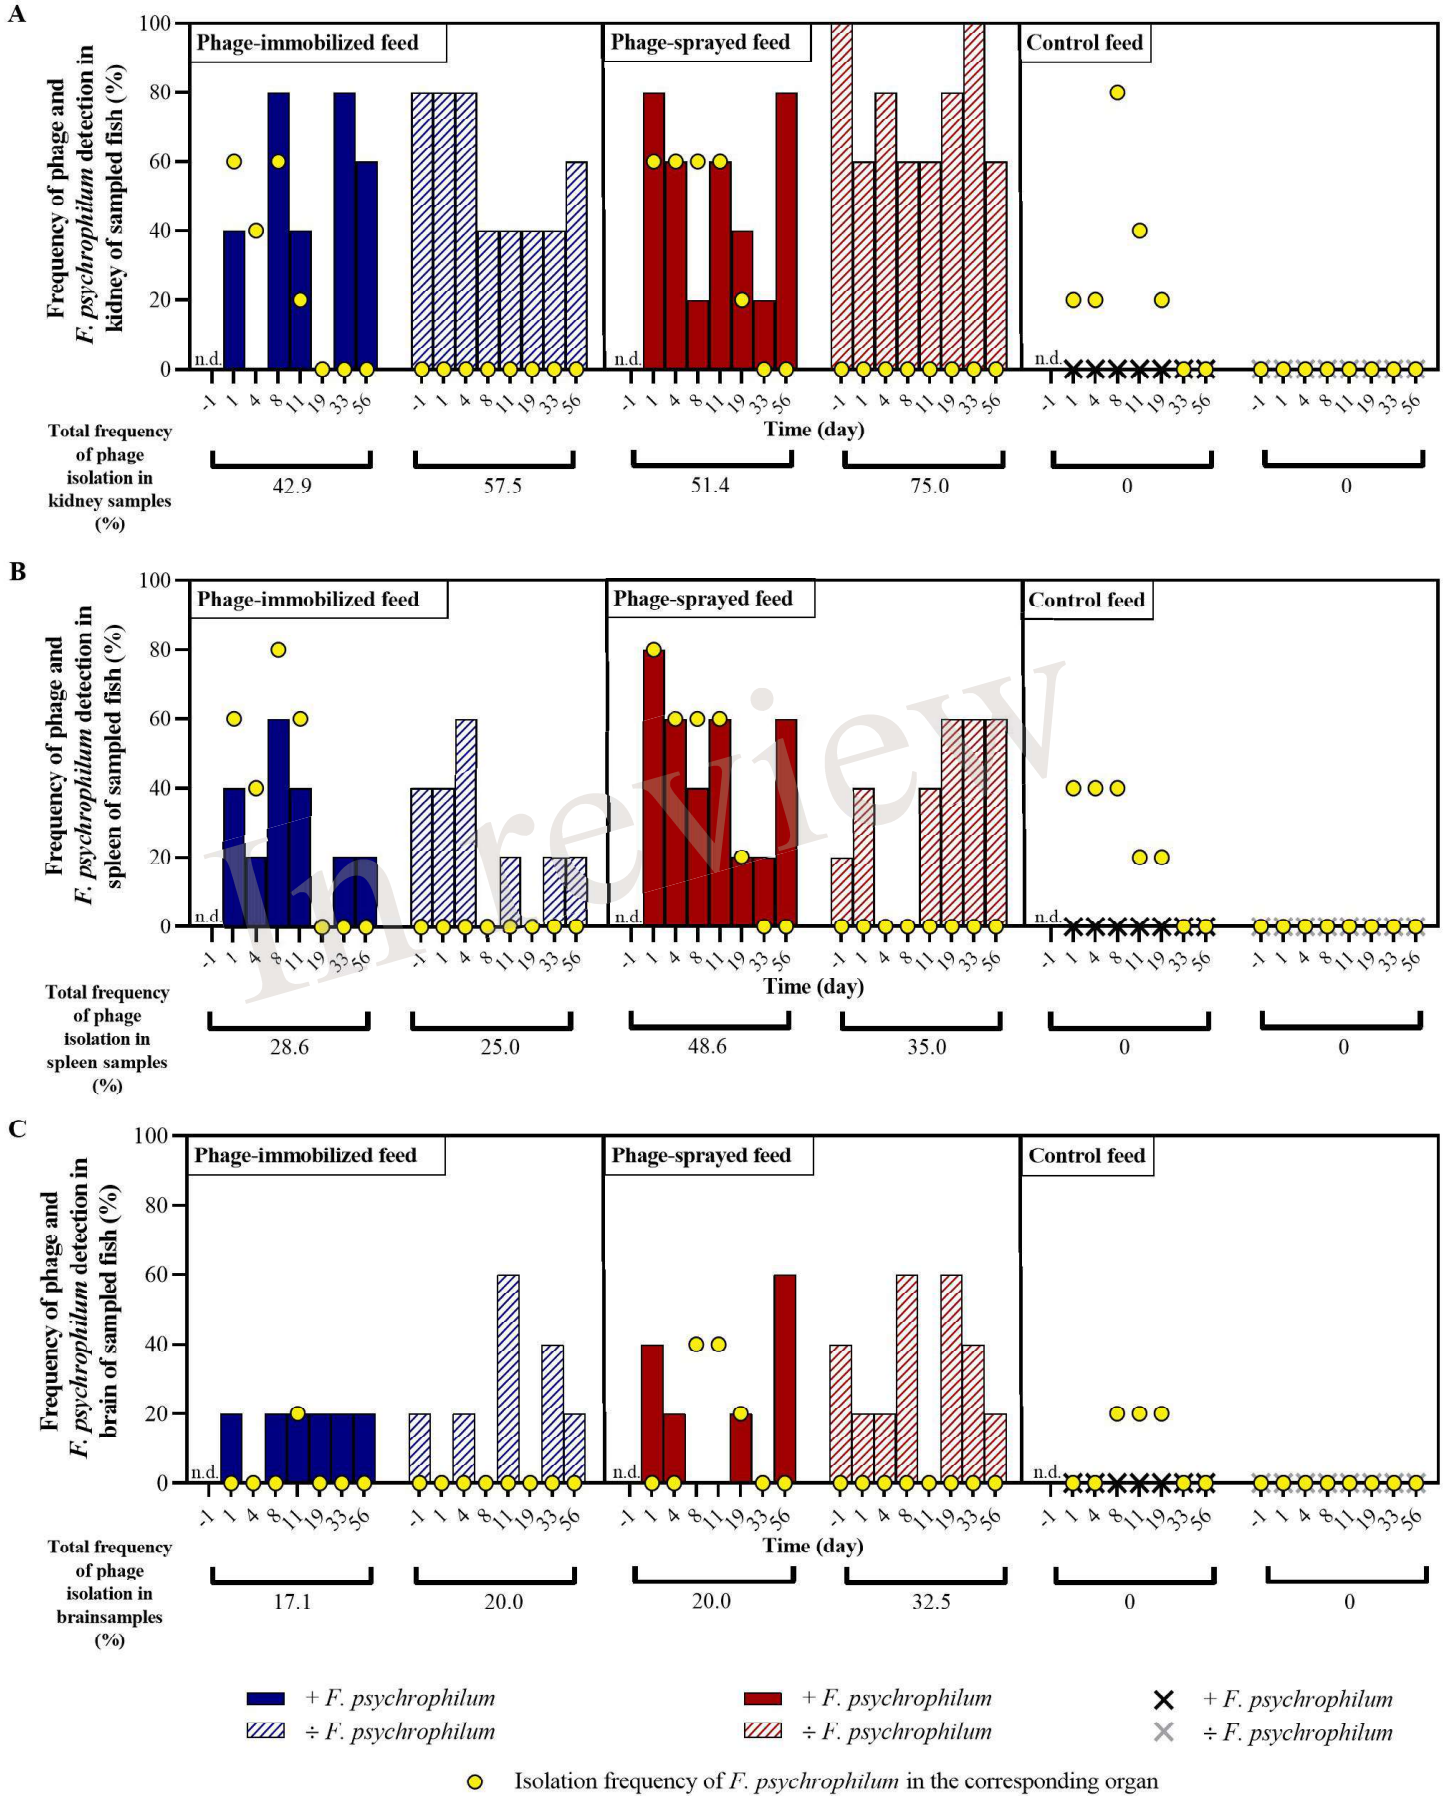 A
Frequency of phage and
F. psychrophilum detection in
kidney of sampled fish (%)
100
80
60
40
20
0
Phage-immobilized feed
Phage-sprayed feed
Control feed
n.d.
n.d.
n.d.
-1 1 4 8 11 19 33 56
-1 1 4 8 11 19 33 56
-1 1 4 8 11 19 33 56
-1 1 4 8 11 19 33 56
-1 1 4 8 11 19 33 56
-1 1 4 8 11 19 33 56
Time (day)
Total frequency
of phage
isolation in
kidney samples
(%)
42.9
57.5
51.4
75.0
0
0
B
Frequency of phage and
F. psychrophilum detection in
spleen of sampled fish (%)
100
80
60
40
20
0
Phage-immobilized feed
Phage-sprayed feed
Control feed
n.d.
n.d.
n.d.
-1 1 4 8 11 19 33 56
-1 1 4 8 11 19 33 56
-1 1 4 8 11 19 33 56
-1 1 4 8 11 19 33 56
-1 1 4 8 11 19 33 56
-1 1 4 8 11 19 33 56
Time (day)
In review
Total frequency
of phage
isolation in
spleen samples
(%)
28.6
25.0
48.6
35.0
0
0
C
Frequency of phage and
F. psychrophilum detection in
brain of sampled fish (%)
100
80
60
40
20
0
Phage-immobilized feed
Phage-sprayed feed
Control feed
n.d.
n.d.
n.d.
-1 1 4 8 11 19 33 56
-1 1 4 8 11 19 33 56
-1 1 4 8 11 19 33 56
-1 1 4 8 11 19 33 56
-1 1 4 8 11 19 33 56
-1 1 4 8 11 19 33 56
Time (day)
Total frequency
of phage
isolation in
brainsamples
(%)
17.1
20.0
20.0
32.5
0
0
+ F. psychrophilum
+ F. psychrophilum
+ F. psychrophilum
÷ F. psychrophilum
÷ F. psychrophilum
÷ F. psychrophilum
Isolation frequency of F. psychrophilum in the corresponding organ